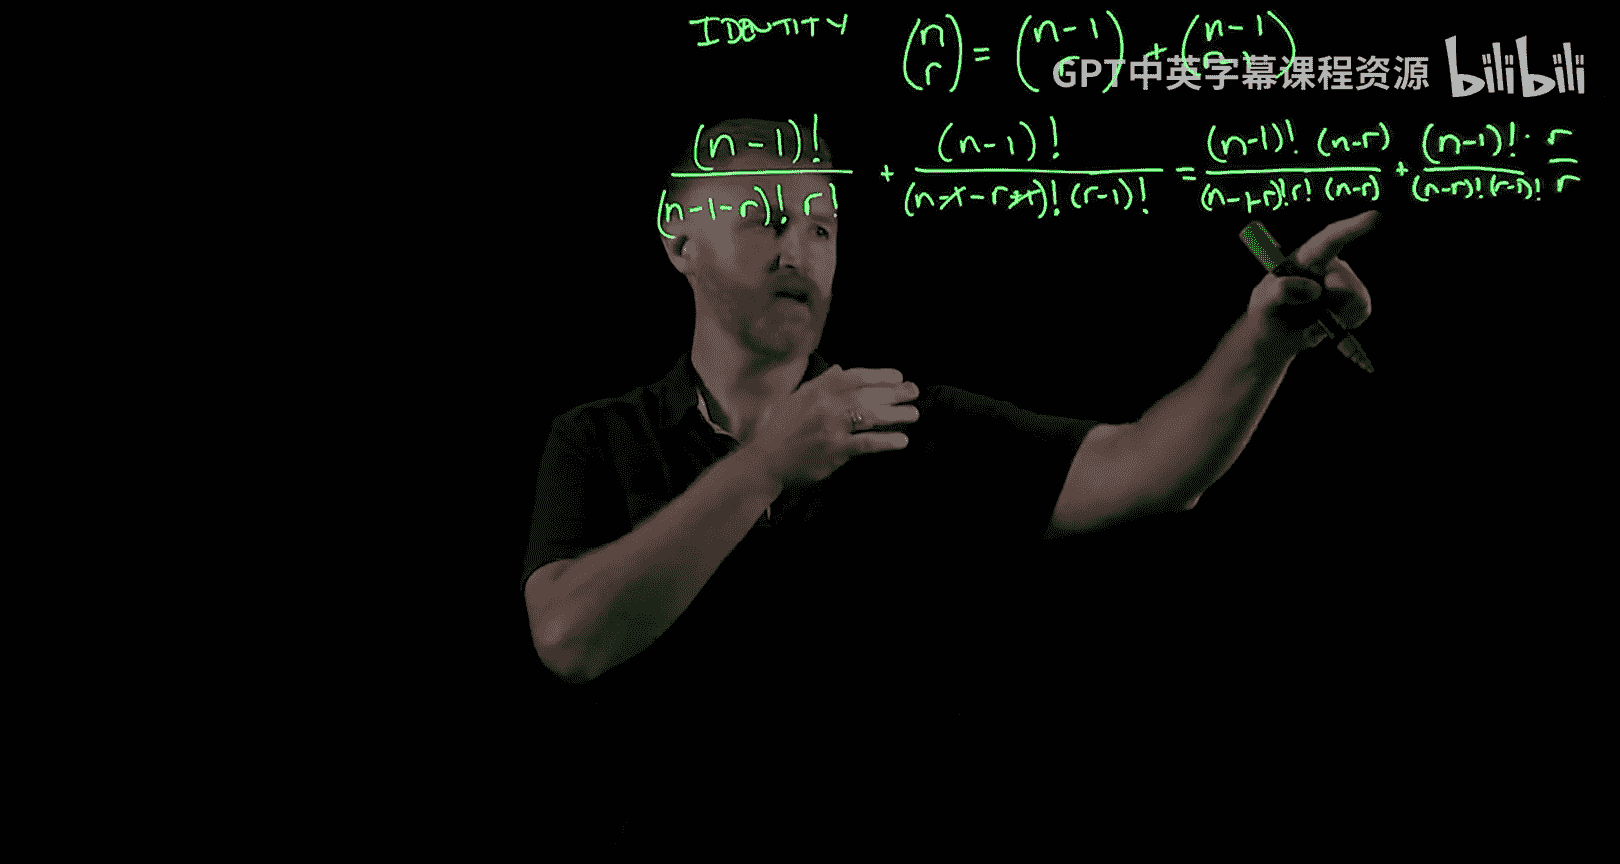 IDENTITY (n r) = (n-1 r) + (n-1 r-1)
GPT中英字幕课程资源 bilibili
(n-1)! / (n-1-r)! r! + (n-1)! / (n-1-r+1)! (r-1)! = (n-1)! (n-r) / (n-1-r)! r! (n-r) + (n-1)! · r / (n-r)! (r-1)! r